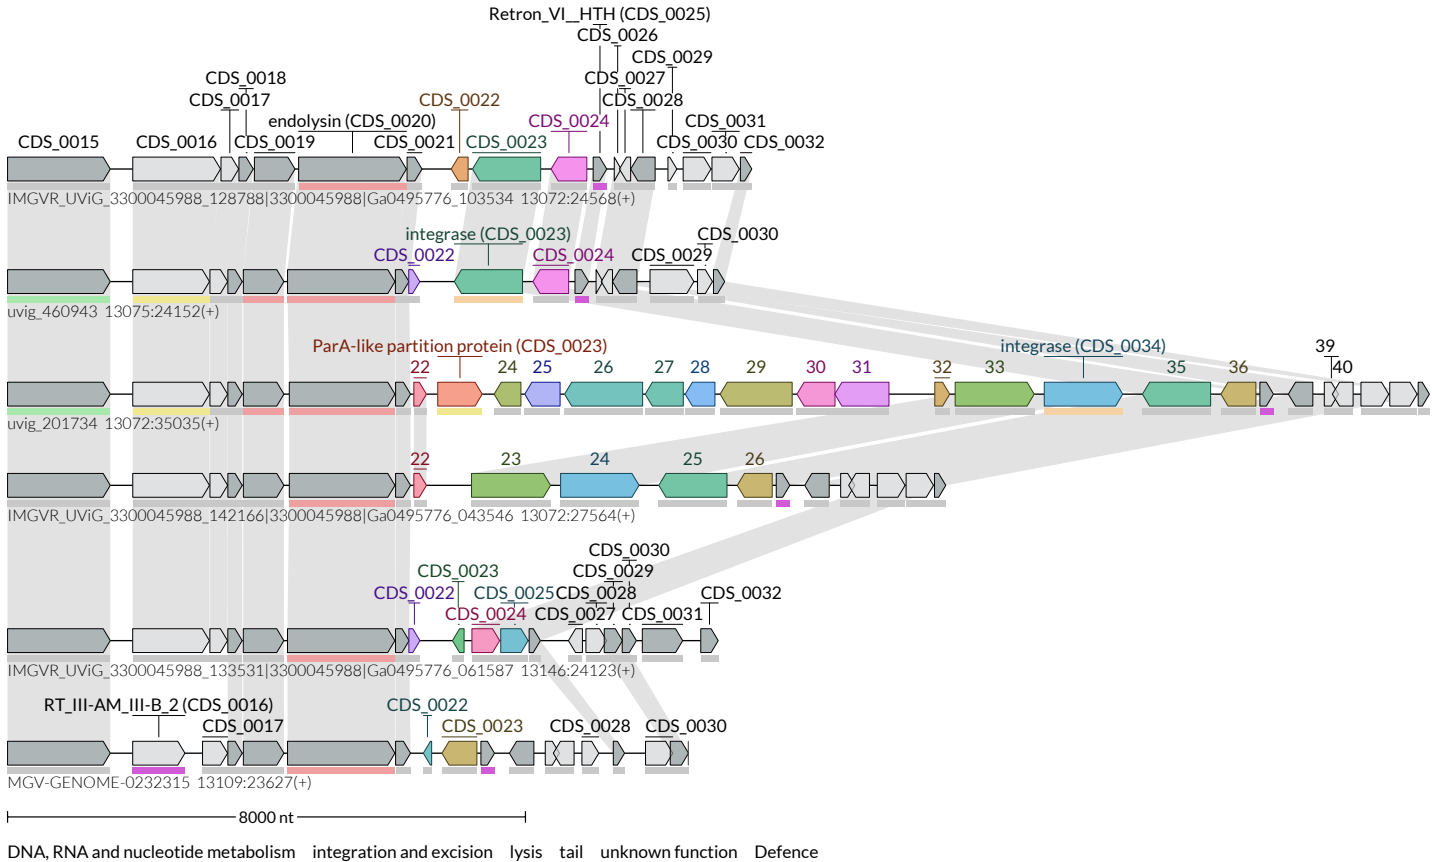 Retron_VI__HTH (CDS_0025)
CDS_0026
CDS_0029
CDS_0018 CDS_0027
CDS_0017 CDS_0022 CDS_0028
endolysin (CDS_0020) CDS_0024 CDS_0031
CDS_0015 CDS_0016 CDS_0019 CDS_0021 CDS_0023 CDS_0030 CDS_0032
IMGVR_UViG_3300045988_128788|3300045988|Ga0495776_103534 13072:24568(+)
integrase (CDS_0023) CDS_0030
CDS_0022 CDS_0024 CDS_0029
uvig_460943 13075:24152(+)
ParA-like partition protein (CDS_0023) integrase (CDS_0034) 39
22 24 25 26 27 28 29 30 31 32 33 35 36 40
uvig_201734 13072:35035(+)
22 23 24 25 26
IMGVR_UViG_3300045988_142166|3300045988|Ga0495776_043546 13072:27564(+)
CDS_0030
CDS_0023 CDS_0029
CDS_0022 CDS_0025 CDS_0028 CDS_0032
CDS_0024 CDS_0027 CDS_0031
IMGVR_UViG_3300045988_133531|3300045988|Ga0495776_061587 13146:24123(+)
RT_III-AM_III-B_2 (CDS_0016) CDS_0022
CDS_0017 CDS_0023 CDS_0028 CDS_0030
MGV-GENOME-0232315 13109:23627(+)
8000 nt
DNA, RNA and nucleotide metabolism integration and excision lysis tail unknown function Defence